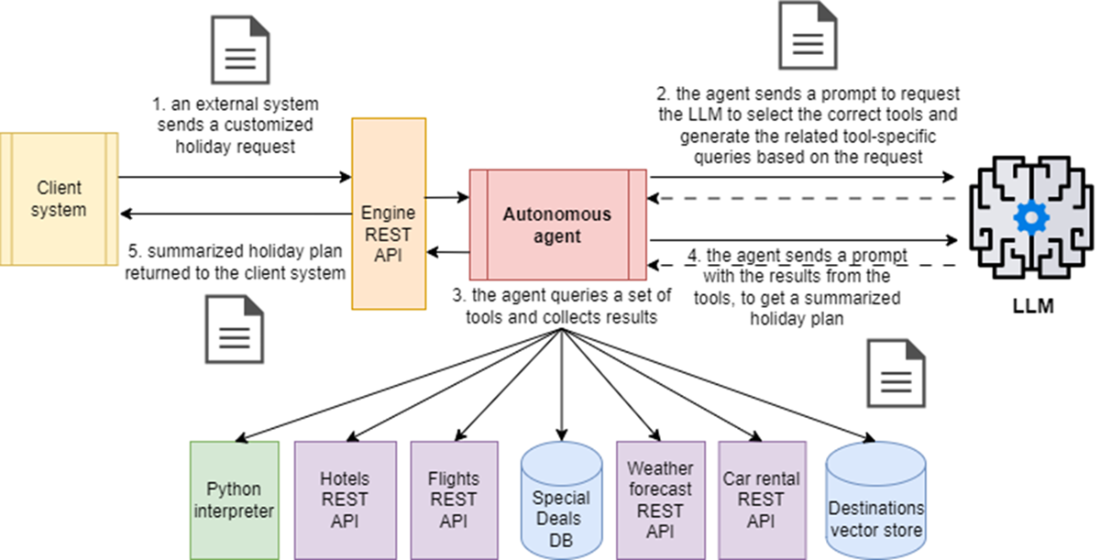 1. an external system
sends a customized
holiday request
2. the agent sends a prompt to request
the LLM to select the correct tools and
generate the related tool-specific
queries based on the request
Client
system
Engine
REST
API
Autonomous
agent
5. summarized holiday plan
returned to the client system
4. the agent sends a prompt
with the results from the
tools, to get a summarized
holiday plan
LLM
3. the agent queries a set of
tools and collects results
Python
interpreter
Hotels
REST
API
Flights
REST
API
Special
Deals
DB
Weather
forecast
REST
API
Car rental
REST
API
Destinations
vector store